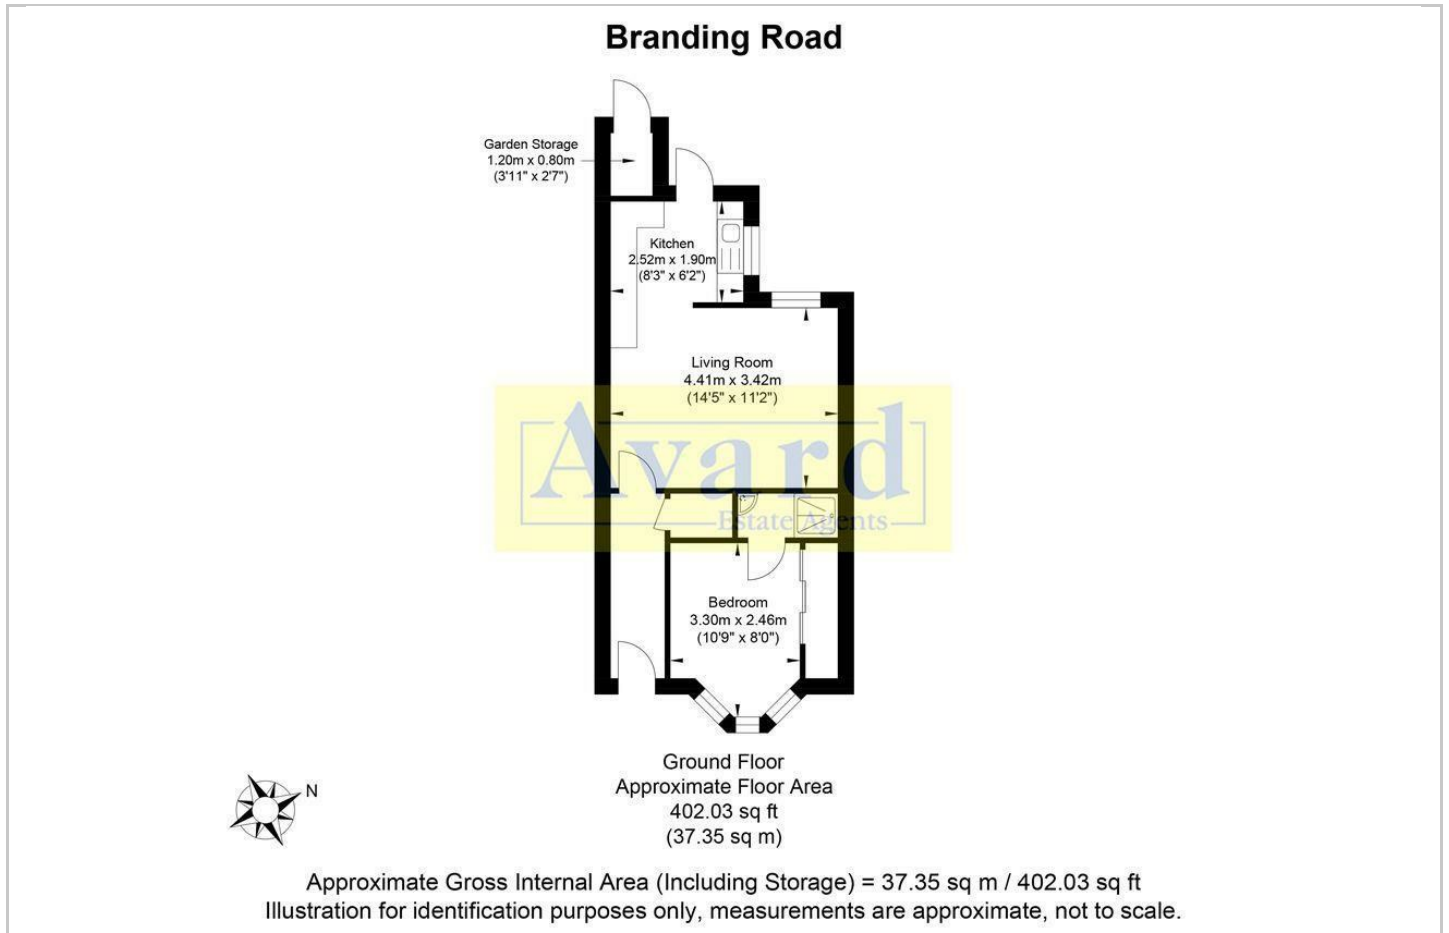 Branding Road
Garden Storage
1.20m x 0.80m
(3'11" x 2'7")
Kitchen
2.52m x 1.90m
(8'3" x 6'2")
Living Room
4.41m x 3.42m
(14'5" x 11'2")
Avard
Estate Agents
Bedroom
3.30m x 2.46m
(10'9" x 8'0")
Ground Floor
Approximate Floor Area
402.03 sq ft
(37.35 sq m)
N
Approximate Gross Internal Area (Including Storage) = 37.35 sq m / 402.03 sq ft
Illustration for identification purposes only, measurements are approximate, not to scale.